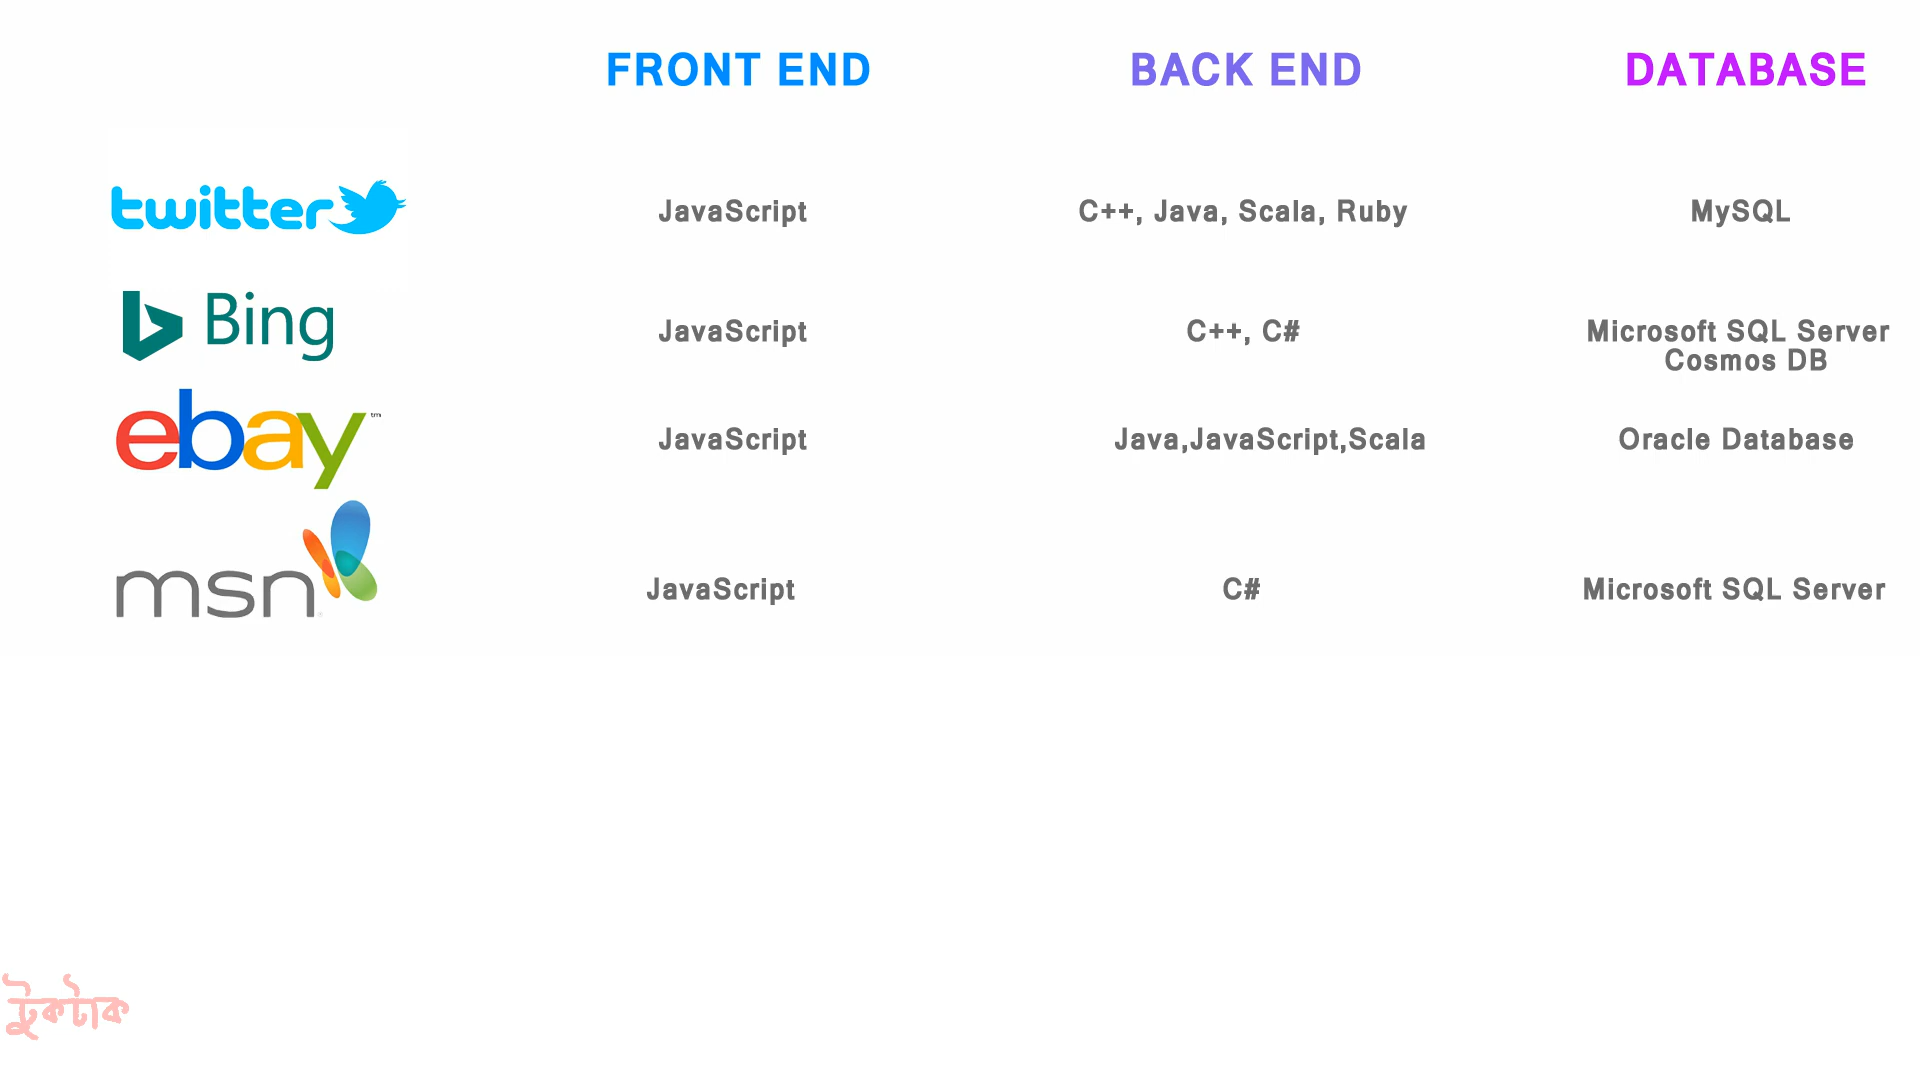 FRONT END BACK END DATABASE
twitter JavaScript C++, Java, Scala, Ruby MySQL
Bing JavaScript C++, C# Microsoft SQL Server
Cosmos DB
ebay™ JavaScript Java,JavaScript,Scala Oracle Database
msn JavaScript C# Microsoft SQL Server
টুকটাক